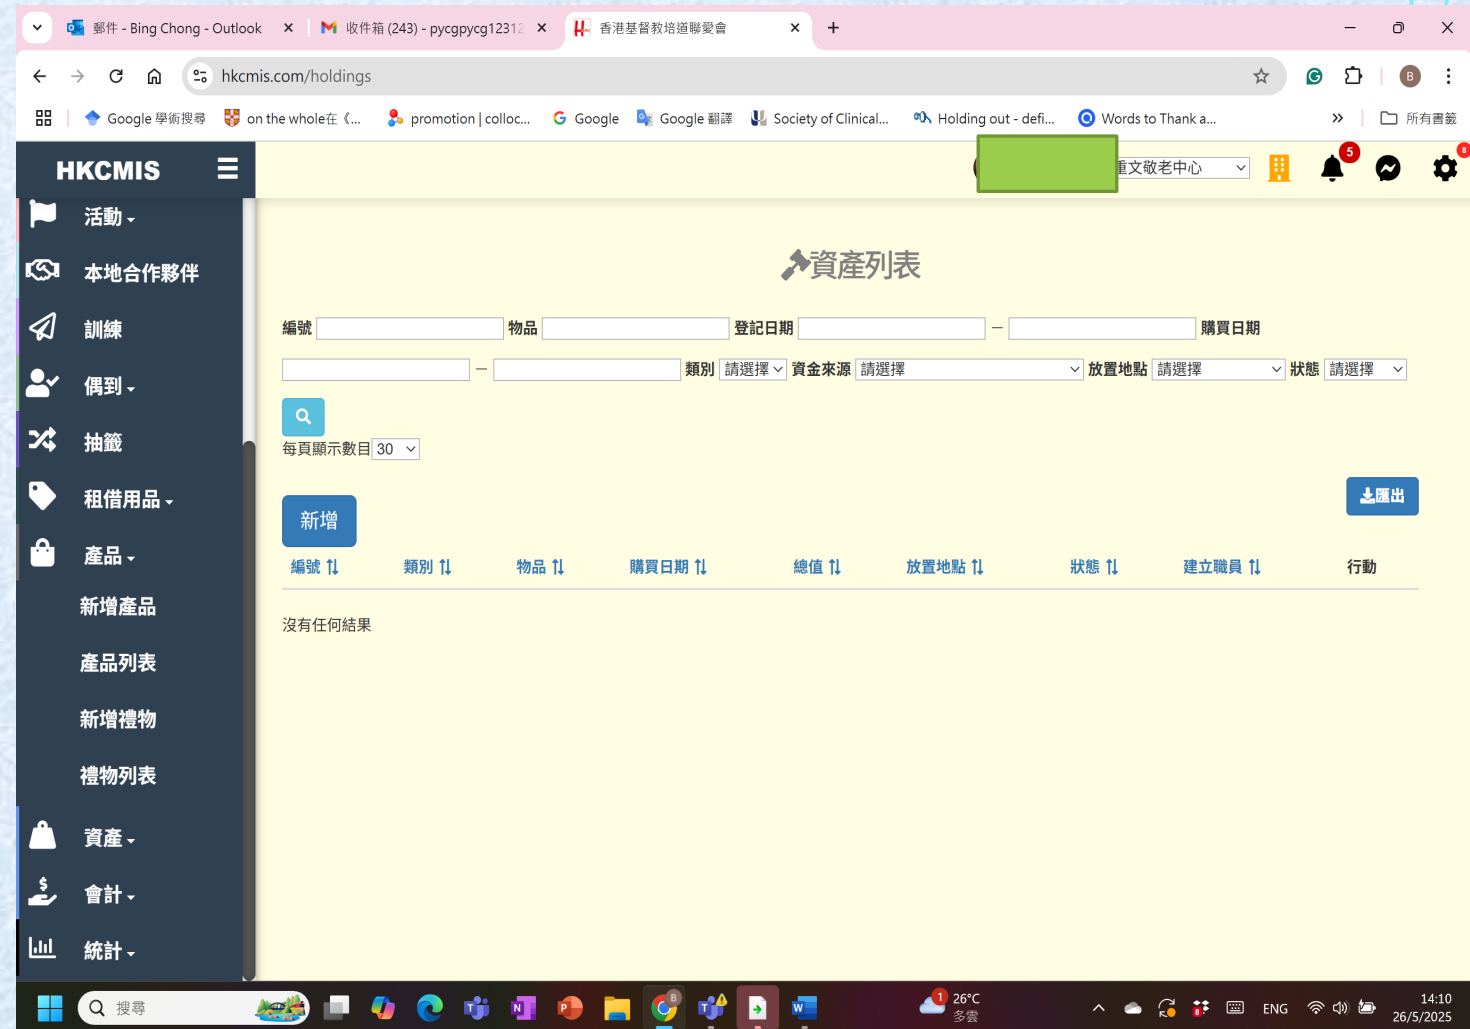 郵件 - Bing Chong - Outlook
收件箱 (243) - pycgpycg12312
香港基督教培道聯愛會
hkcmis.com/holdings
B
Google 學術搜尋
on the whole在《...
promotion | colloc...
Google
Google 翻譯
Society of Clinical...
Holding out - defi...
Words to Thank a...
所有書籤
HKCMIS
重文敬老中心
5
8
活動
本地合作夥伴
訓練
偶到
抽籤
租借用品
產品
新增產品
產品列表
新增禮物
禮物列表
資產
會計
統計
資產列表
編號 物品 登記日期 – 購買日期
– 類別 請選擇 資金來源 請選擇 放置地點 請選擇 狀態 請選擇
每頁顯示數目 30
匯出
新增
編號 類別 物品 購買日期 總值 放置地點 狀態 建立職員 行動
沒有任何結果
搜尋
1
26°C
多雲
ENG
14:10
26/5/2025